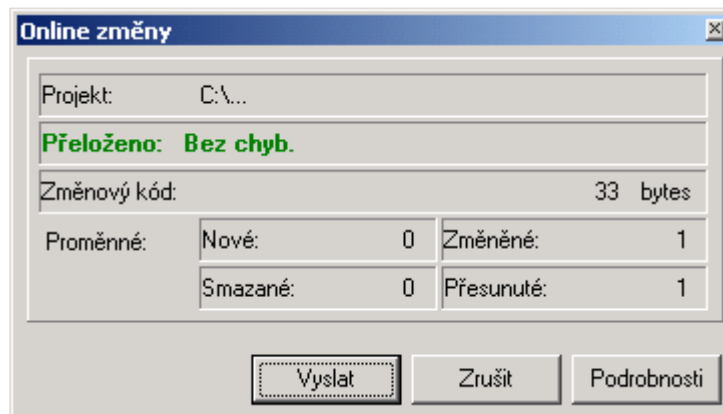 Online změny
Projekt: C:\...
Přeloženo: Bez chyb.
Změnový kód: 33 bytes
Proměnné: Nové: 0 Změněné: 1
Smazané: 0 Přesunuté: 1
Vyslat Zrušit Podrobnosti